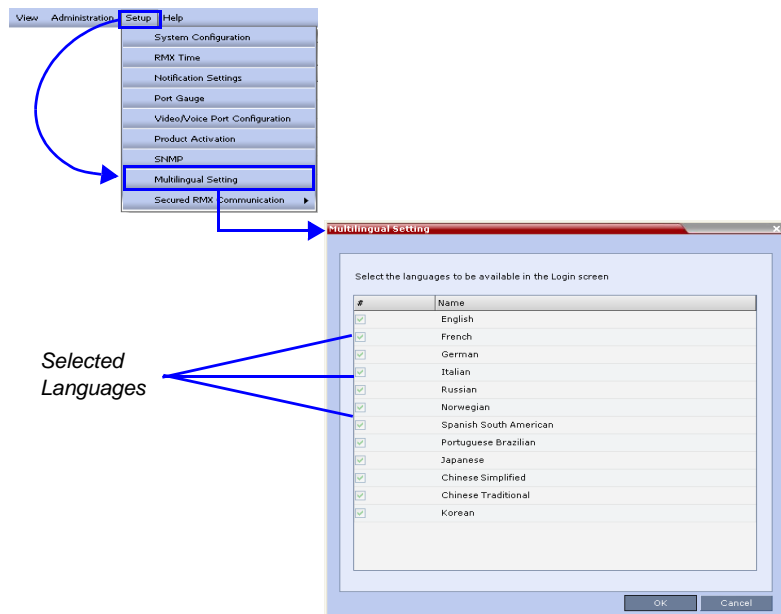 View Administration Setup Help
System Configuration
RMX Time
Notification Settings
Port Gauge
Video/Voice Port Configuration
Product Activation
SNMP
Multilingual Setting
Secured RMX Communication
Multilingual Setting
Select the languages to be available in the Login screen
# Name
English
French
German
Italian
Russian
Norwegian
Spanish South American
Portuguese Brazilian
Japanese
Chinese Simplified
Chinese Traditional
Korean
Selected
Languages
OK Cancel